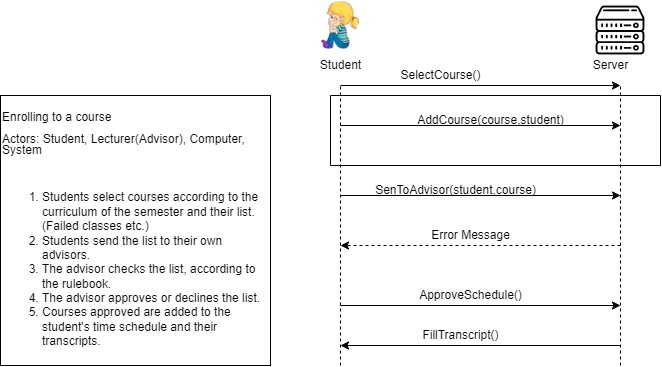 Student
Server
SelectCourse()
AddCourse(course,student)
SenToAdvisor(student,course)
Error Message
ApproveSchedule()
FillTranscript()
Enrolling to a course
Actors: Student, Lecturer(Advisor), Computer,
System
1. Students select courses according to the
curriculum of the semester and their list.
(Failed classes etc.)
2. Students send the list to their own
advisors.
3. The advisor checks the list, according to
the rulebook.
4. The advisor approves or declines the list.
5. Courses approved are added to the
student's time schedule and their
transcripts.